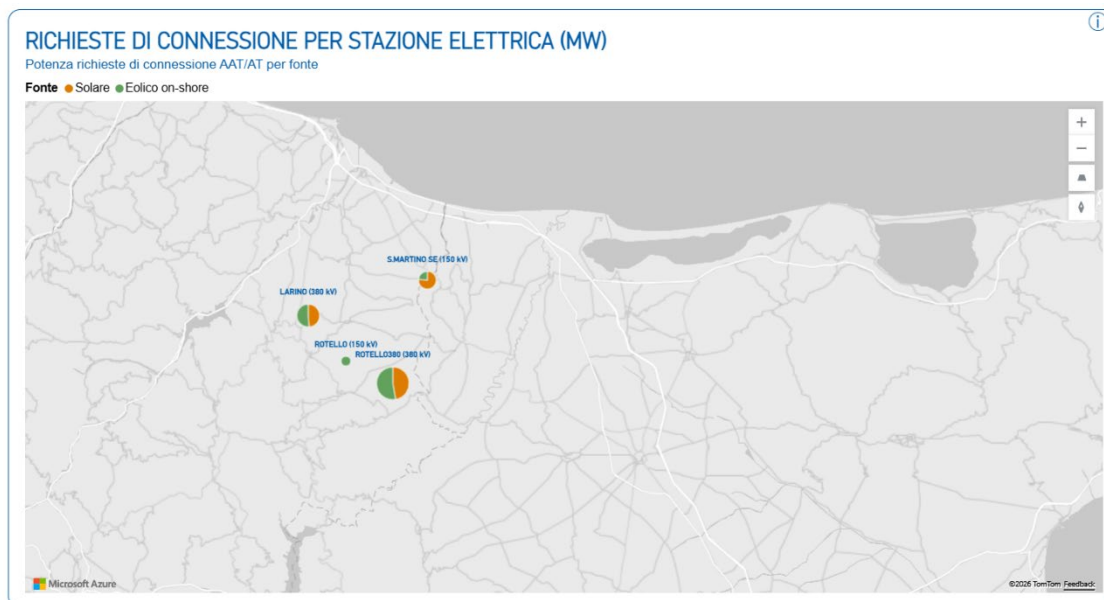 RICHIESTE DI CONNESSIONE PER STAZIONE ELETTRICA (MW)
Potenza richieste di connessione AAT/AT per fonte
Fonte Solare Eolico on-shore
S.MARTINO SE (150 kV)
LARINO (380 kV)
ROTELLO (150 kV)
ROTELLO380 (380 kV)
Microsoft Azure
©2026 TomTom Feedback